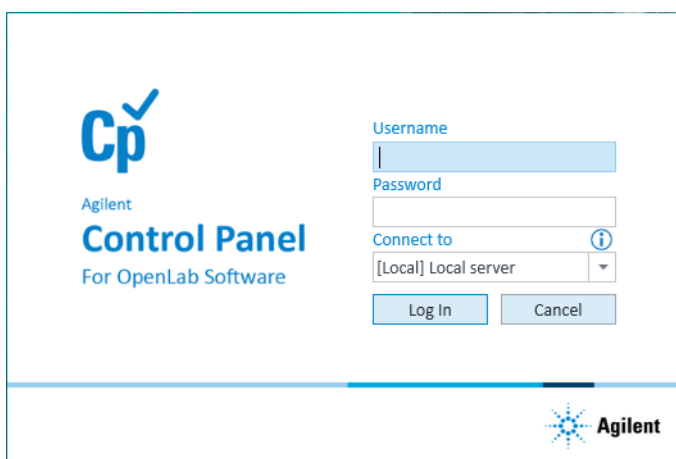 Cp
Agilent
Control Panel
For OpenLab Software
Username
Password
Connect to
[Local] Local server
Log In
Cancel
Agilent